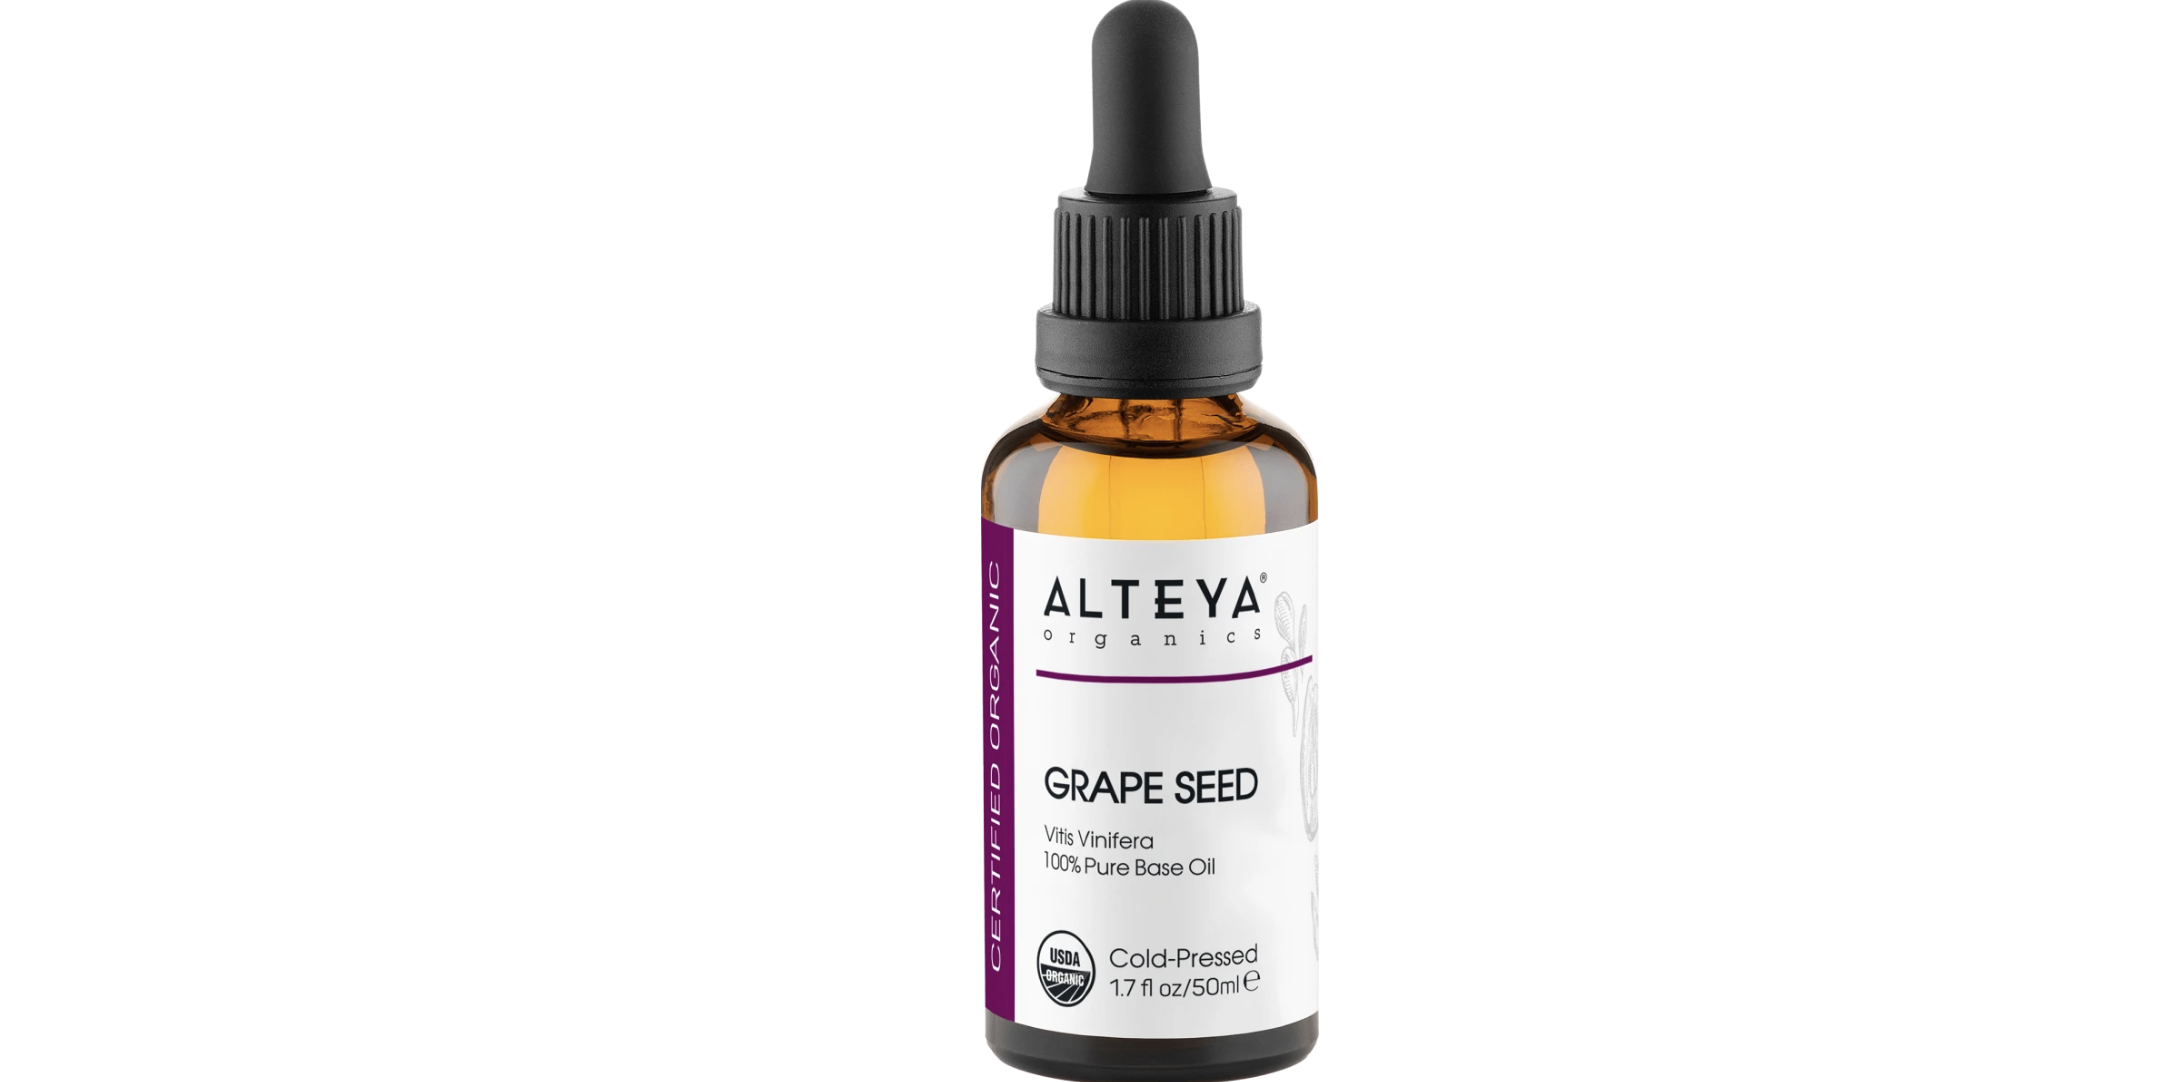 ALTEYA®
organics
GRAPE SEED
Vitis Vinifera
100% Pure Base Oil
USDA
ORGANIC
Cold-Pressed
1.7 fl oz/50ml ℮
CERTIFIED ORGANIC